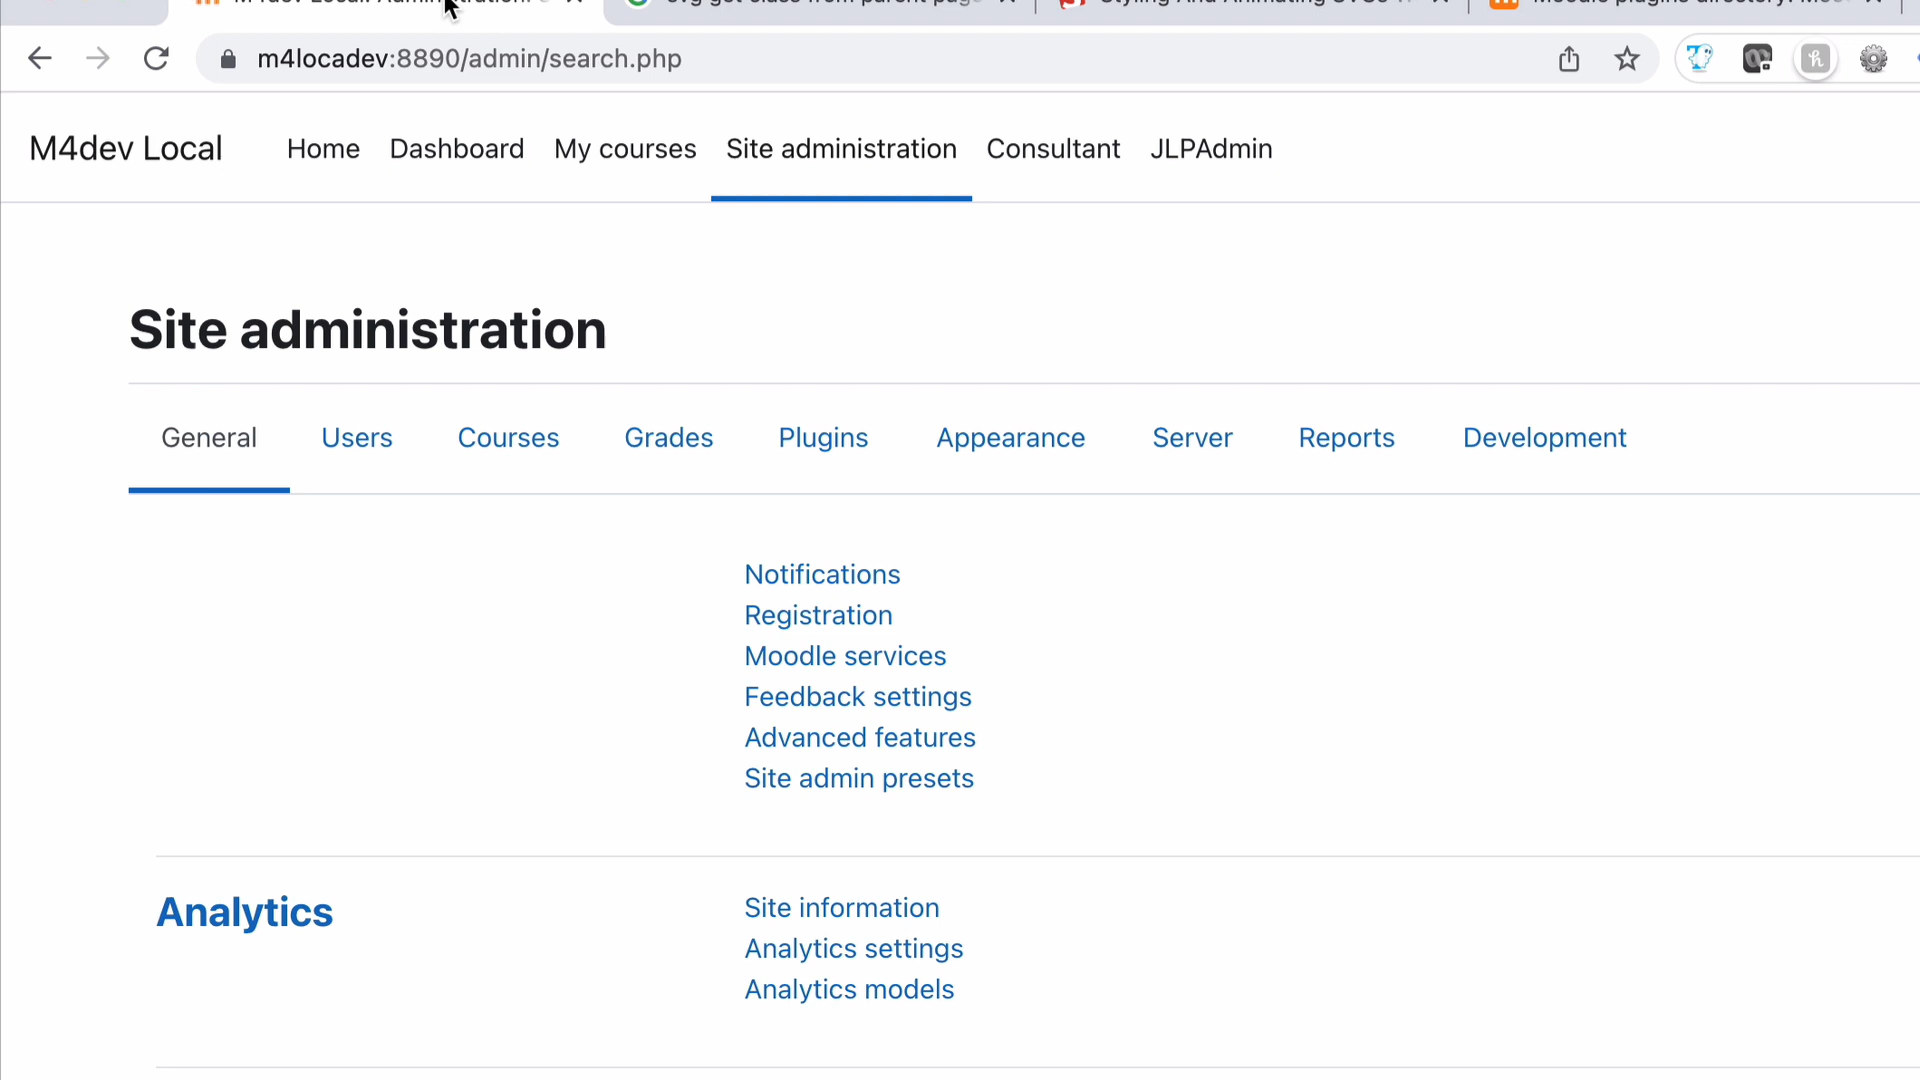 m4locadev:8890/admin/search.php
M4dev Local Home Dashboard My courses Site administration Consultant JLPAdmin
Site administration
General Users Courses Grades Plugins Appearance Server Reports Development
Notifications
Registration
Moodle services
Feedback settings
Advanced features
Site admin presets
Analytics
Site information
Analytics settings
Analytics models